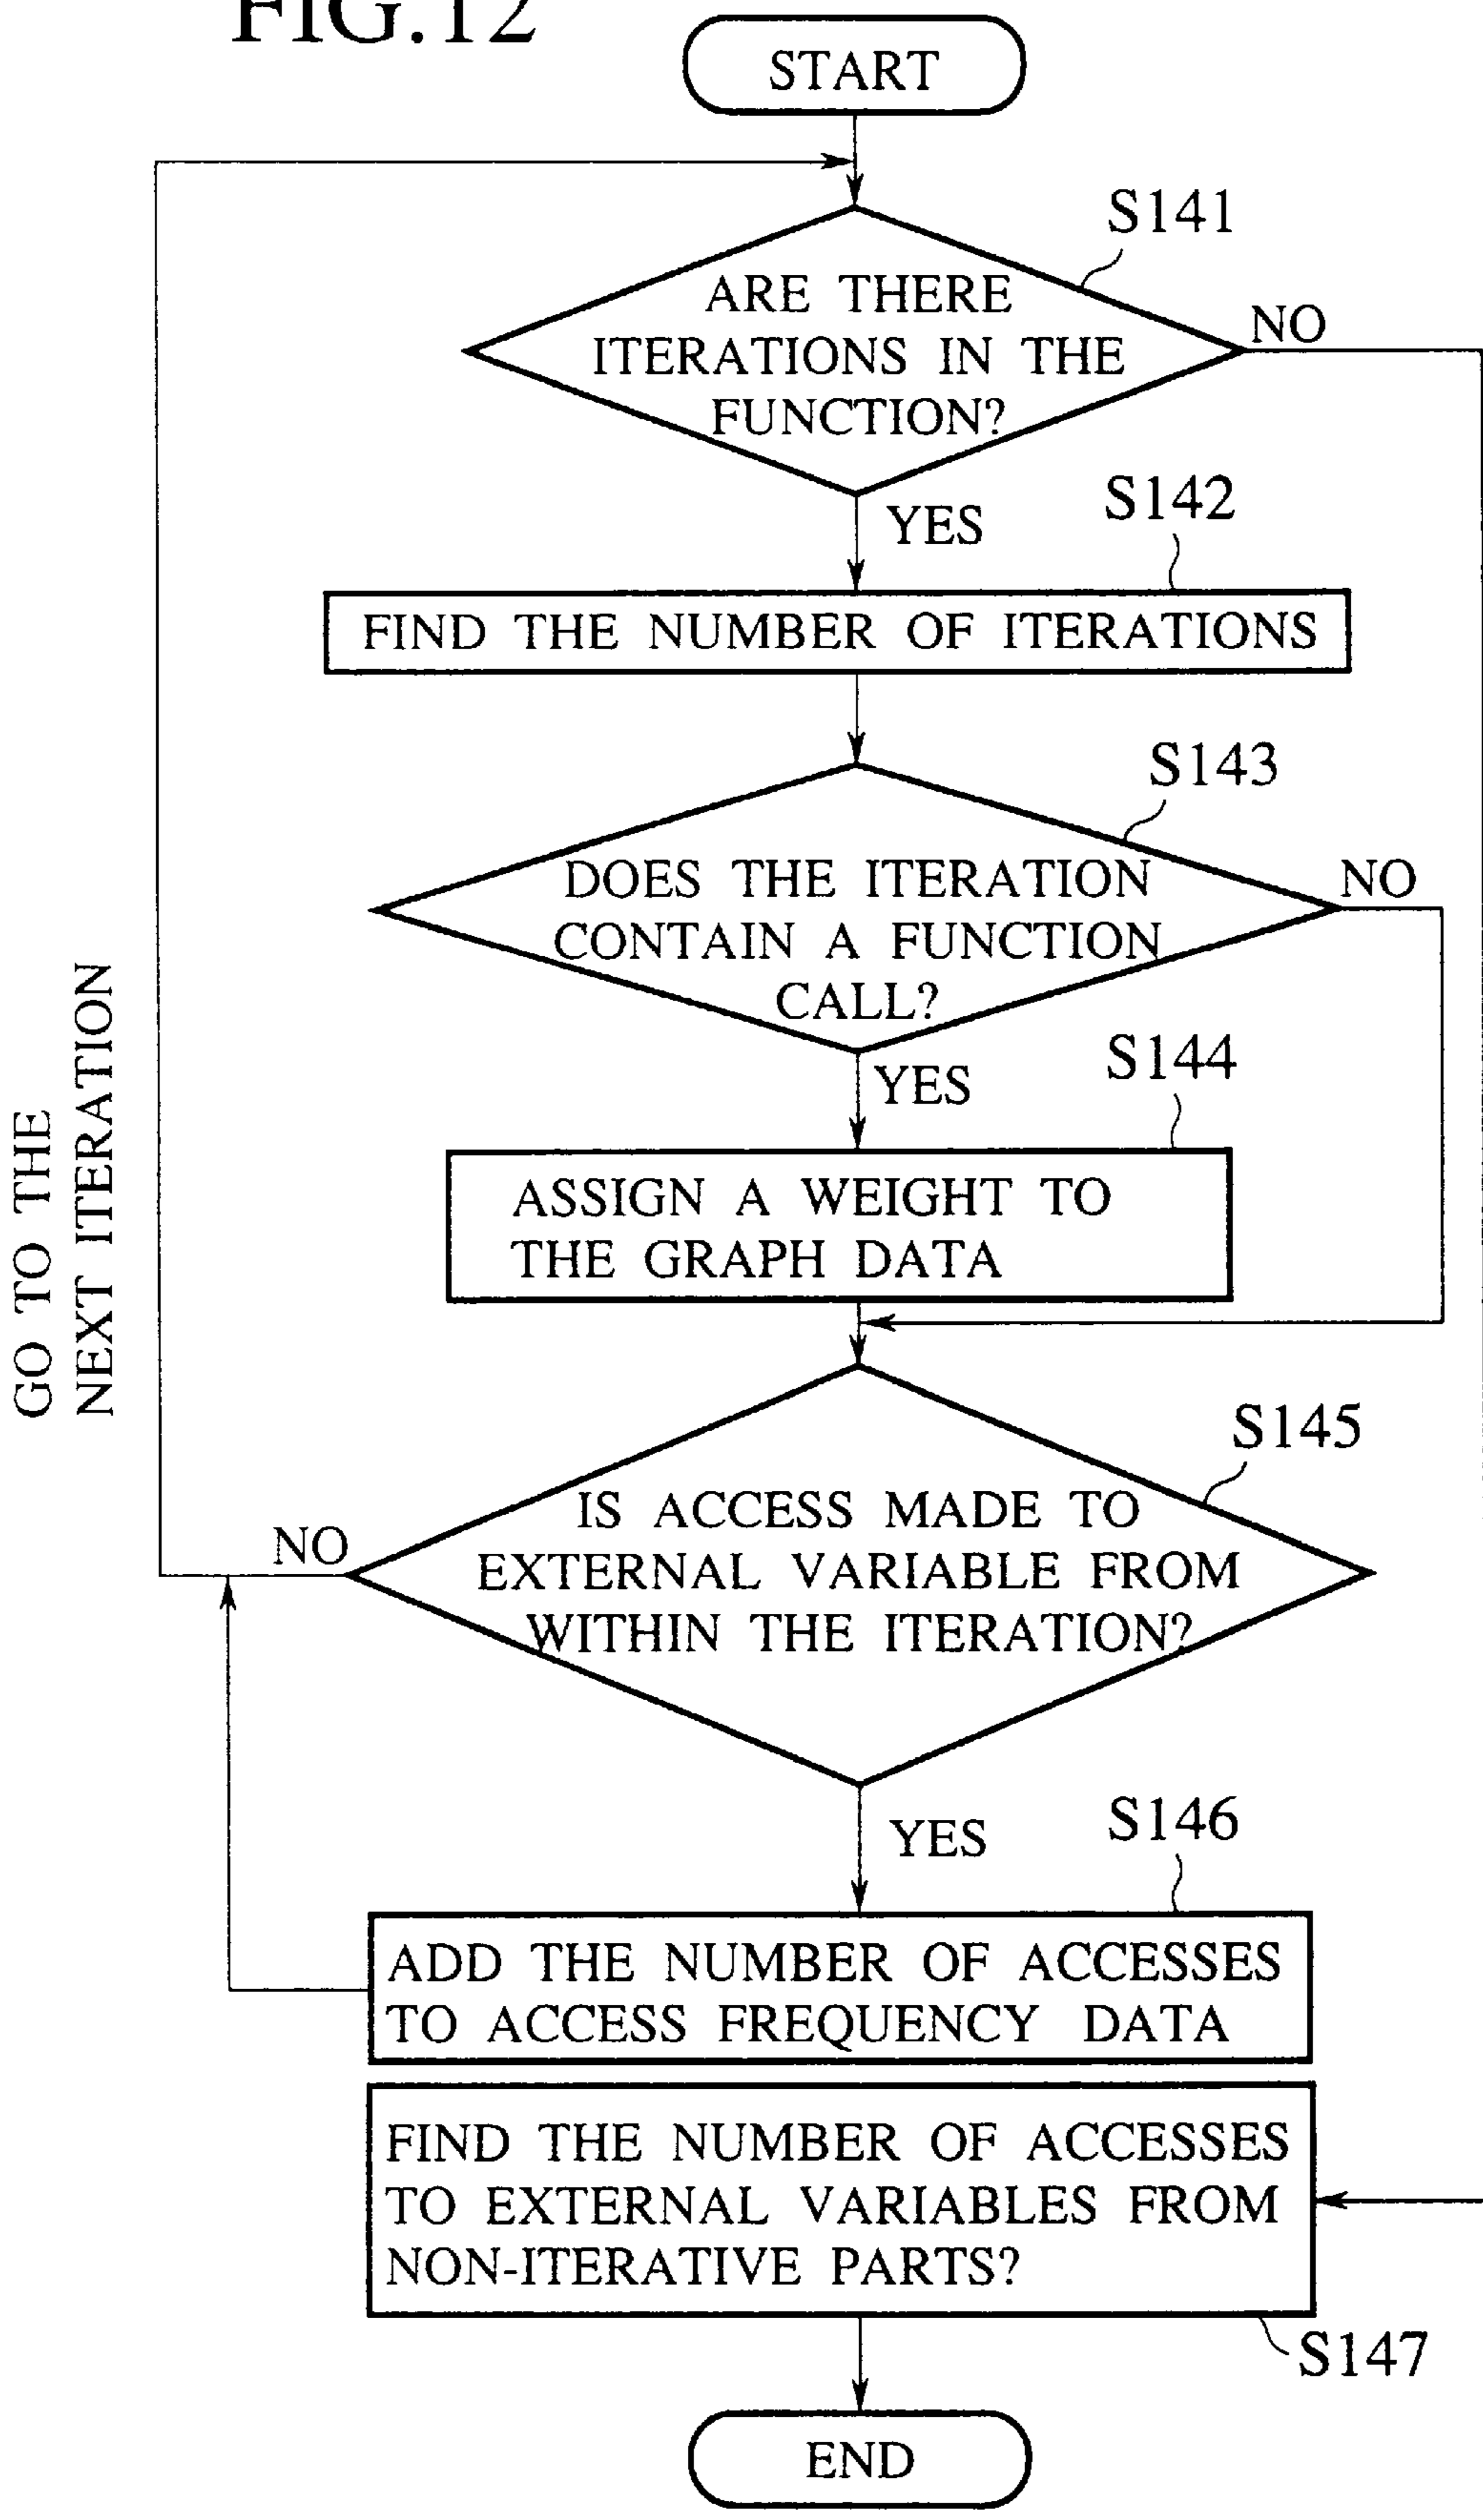 FIG.12
START
S141
ARE THERE
ITERATIONS IN THE
FUNCTION?
NO
YES
S142
FIND THE NUMBER OF ITERATIONS
S143
DOES THE ITERATION
CONTAIN A FUNCTION
CALL?
NO
YES
S144
ASSIGN A WEIGHT TO
THE GRAPH DATA
GO TO THE
NEXT ITERATION
S145
IS ACCESS MADE TO
EXTERNAL VARIABLE FROM
WITHIN THE ITERATION?
NO
YES
S146
ADD THE NUMBER OF ACCESSES
TO ACCESS FREQUENCY DATA
FIND THE NUMBER OF ACCESSES
TO EXTERNAL VARIABLES FROM
NON-ITERATIVE PARTS?
S147
END